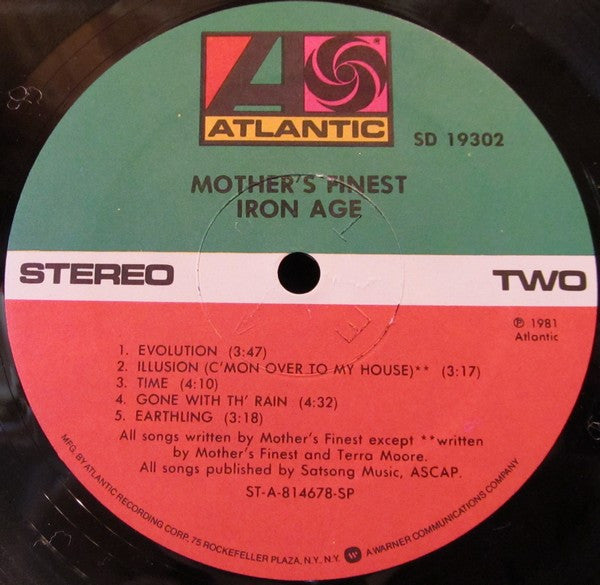 ATLANTIC
SD 19302
MOTHER'S FINEST
IRON AGE
STEREO
TWO
℗ 1981
Atlantic
1. EVOLUTION (3:47)
2. ILLUSION (C'MON OVER TO MY HOUSE)** (3:17)
3. TIME (4:10)
4. GONE WITH TH' RAIN (4:32)
5. EARTHLING (3:18)
All songs written by Mother's Finest except **written
by Mother's Finest and Terra Moore.
All songs published by Satsong Music, ASCAP.
ST-A-814678-SP
MFG. BY ATLANTIC RECORDING CORP., 75 ROCKEFELLER PLAZA, N.Y. N.Y. A WARNER COMMUNICATIONS COMPANY